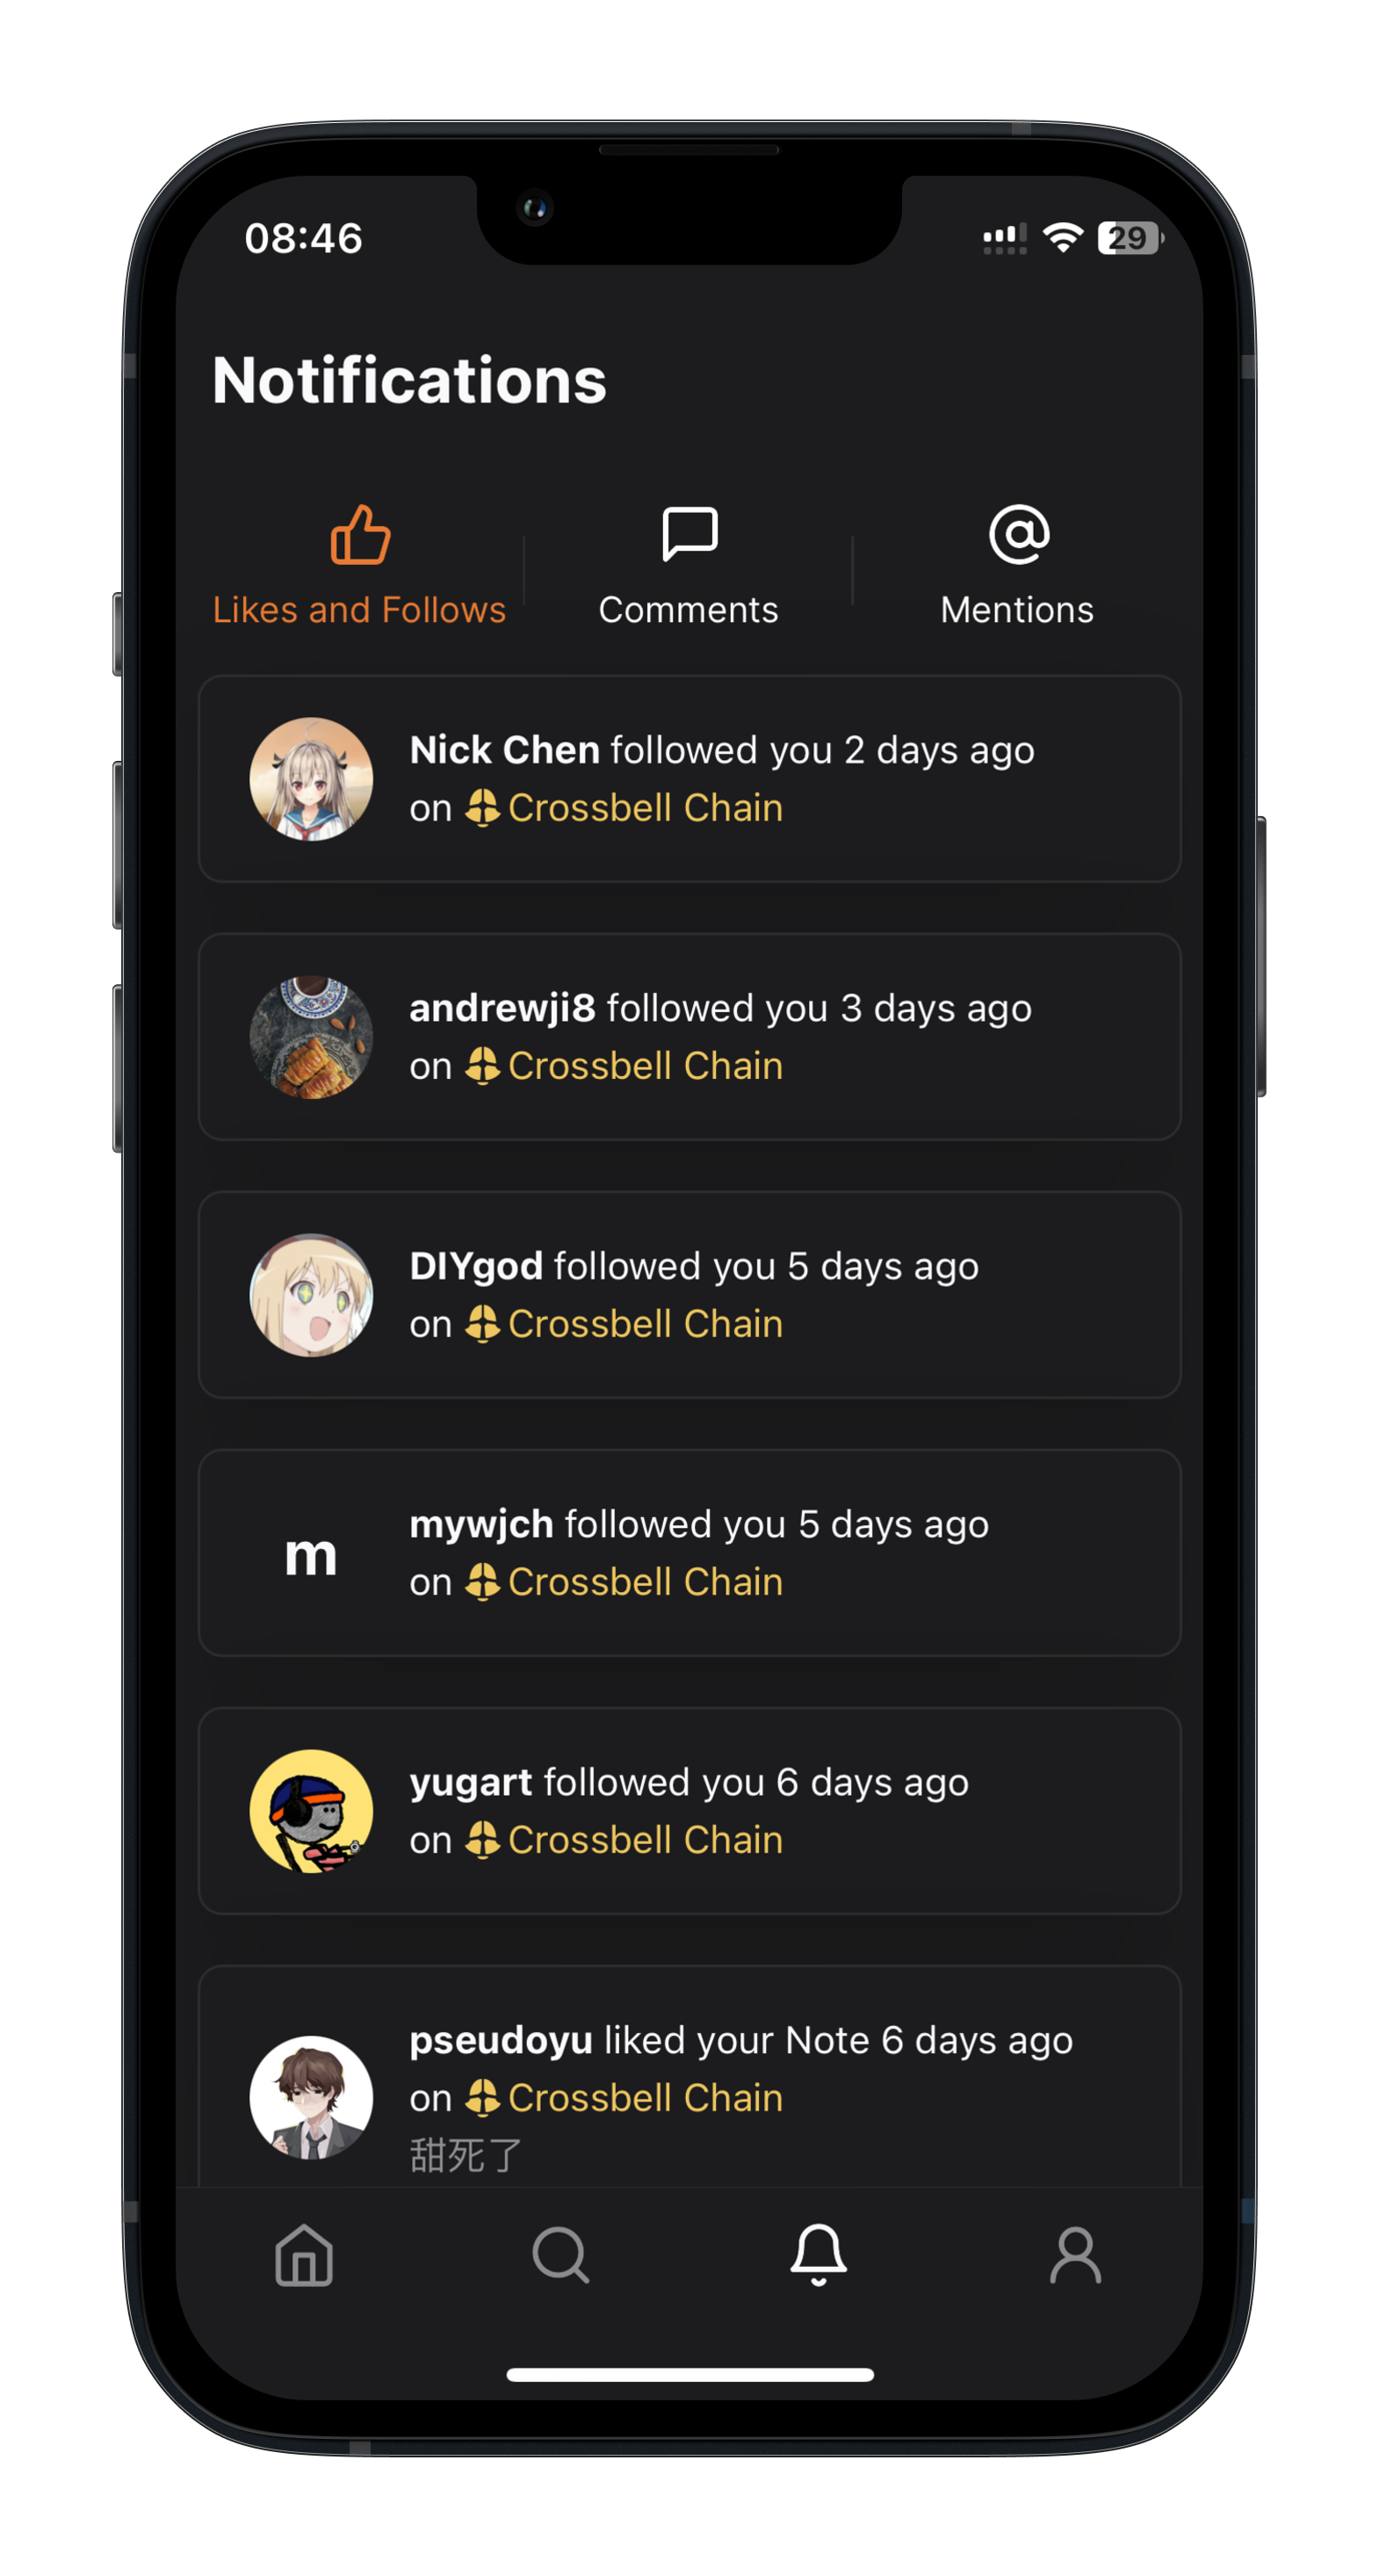 08:46
29
Notifications
Likes and Follows
Comments
Mentions
Nick Chen followed you 2 days ago
on Crossbell Chain
andrewji8 followed you 3 days ago
on Crossbell Chain
DIYgod followed you 5 days ago
on Crossbell Chain
m
mywjch followed you 5 days ago
on Crossbell Chain
yugart followed you 6 days ago
on Crossbell Chain
pseudoyu liked your Note 6 days ago
on Crossbell Chain
甜死了